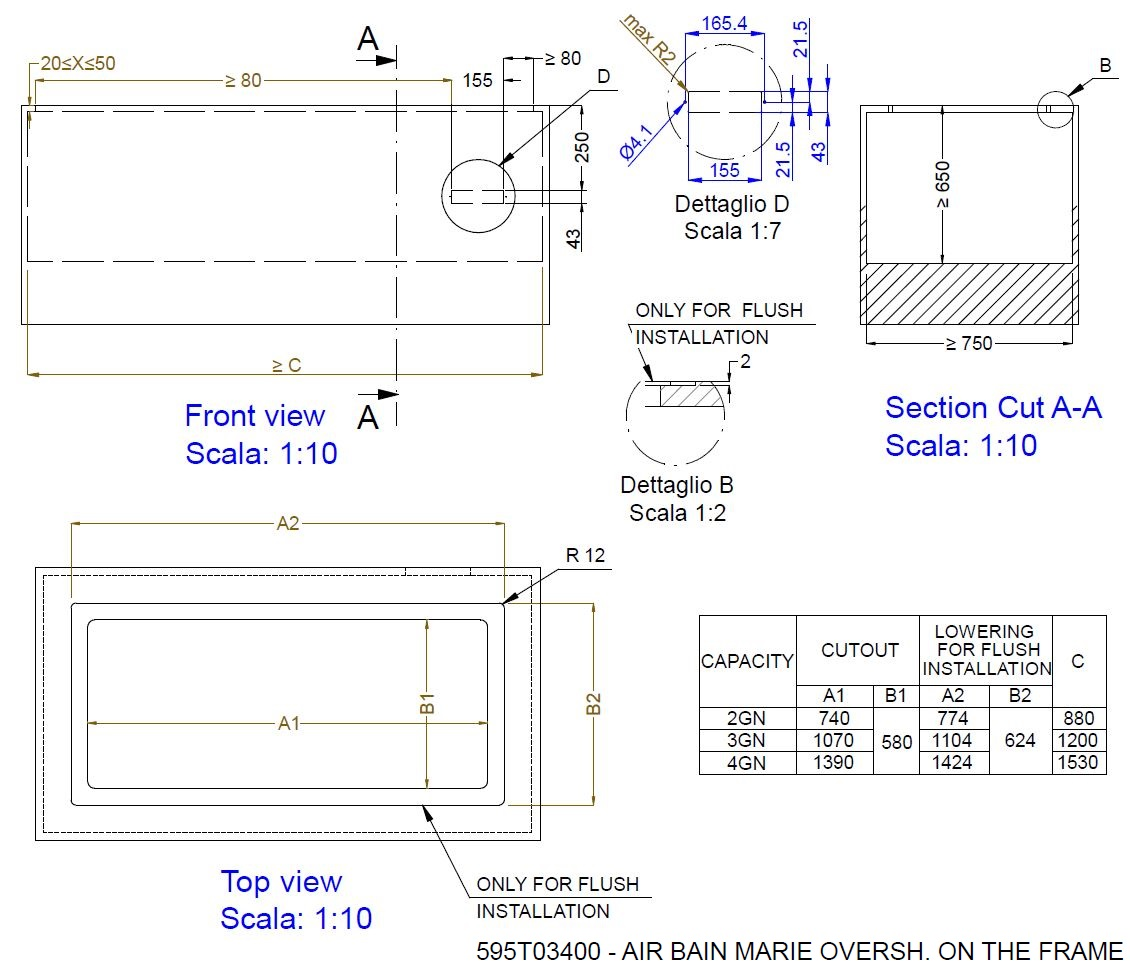 A
20≤X≤50
≥ 80
155
≥ 80
D
250
43
≥ C
A
Front view
Scala: 1:10
165.4
max R2
21.5
Ø4.1
155
21.5
43
Dettaglio D
Scala 1:7
B
≥ 650
≥ 750
Section Cut A-A
Scala: 1:10
ONLY FOR FLUSH
INSTALLATION
2
Dettaglio B
Scala 1:2
A2
R 12
A1
B1
B2
Top view
Scala: 1:10
ONLY FOR FLUSH
INSTALLATION
CAPACITY CUTOUT LOWERING FOR FLUSH INSTALLATION C
A1 B1 A2 B2
2GN 740 774 880
3GN 1070 580 1104 624 1200
4GN 1390 1424 1530
595T03400 - AIR BAIN MARIE OVERSH. ON THE FRAME